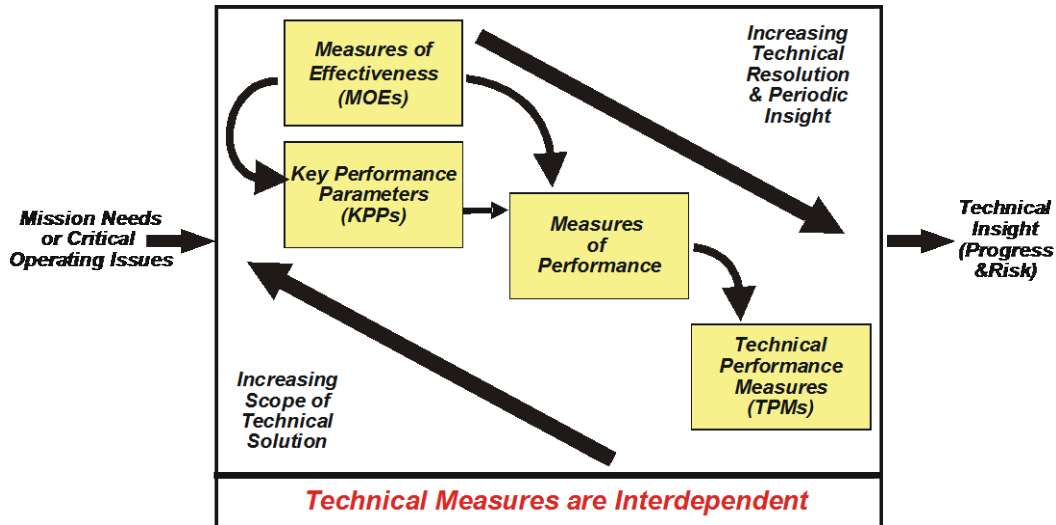 Measures of
Effectiveness
(MOEs)
Increasing
Technical
Resolution
& Periodic
Insight
Key Performance
Parameters
(KPPs)
Mission Needs
or Critical
Operating Issues
Measures
of
Performance
Technical
Insight
(Progress
&Risk)
Technical
Performance
Measures
(TPMs)
Increasing
Scope of
Technical
Solution
Technical Measures are Interdependent